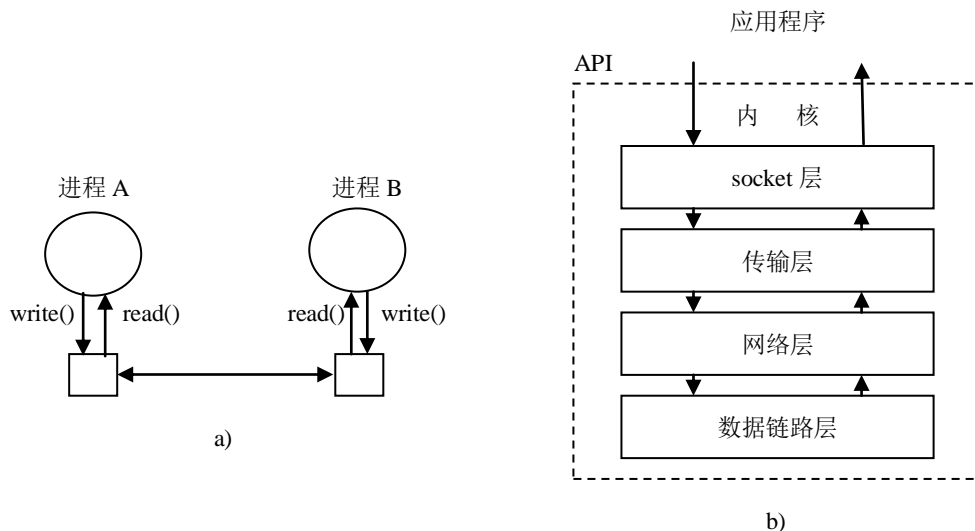 进程 A
进程 B
write()
read()
read()
write()
a)
应用程序
API
内 核
socket 层
传输层
网络层
数据链路层
b)